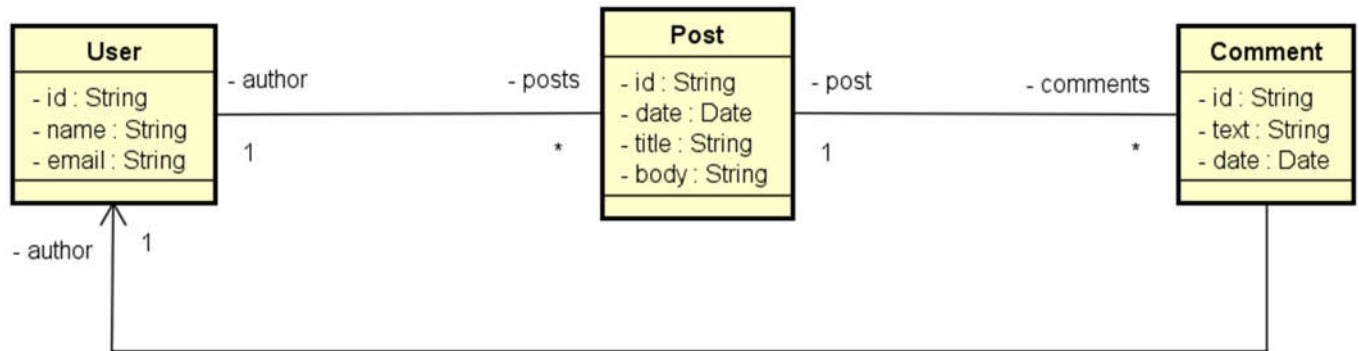 User
- id : String
- name : String
- email : String
- author
1
- posts
*
Post
- id : String
- date : Date
- title : String
- body : String
- post
1
- comments
*
Comment
- id : String
- text : String
- date : Date
- author
1